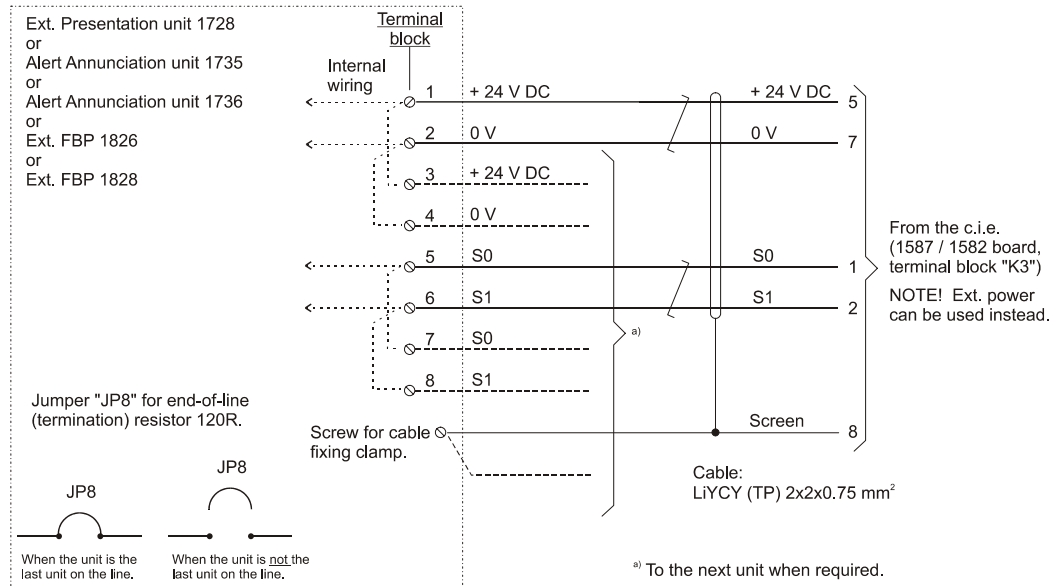 Ext. Presentation unit 1728
or
Alert Annunciation unit 1735
or
Alert Annunciation unit 1736
or
Ext. FBP 1826
or
Ext. FBP 1828
Terminal
block
Internal
wiring
1 + 24 V DC + 24 V DC 5
2 0 V 0 V 7
3 + 24 V DC
4 0 V
5 S0 S0 1
6 S1 S1 2
7 S0
8 S1
a)
From the c.i.e.
(1587 / 1582 board,
terminal block "K3")
NOTE! Ext. power
can be used instead.
Jumper "JP8" for end-of-line
(termination) resistor 120R.
Screw for cable
fixing clamp.
Screen 8
Cable:
LiYCY (TP) 2x2x0.75 mm²
JP8
When the unit is the
last unit on the line.
JP8
When the unit is not the
last unit on the line.
a) To the next unit when required.